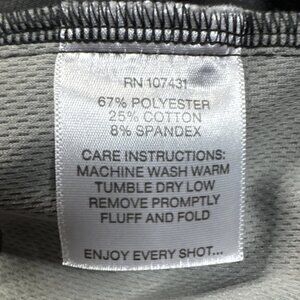 RN 107431
67% POLYESTER
25% COTTON
8% SPANDEX
CARE INSTRUCTIONS:
MACHINE WASH WARM
TUMBLE DRY LOW
REMOVE PROMPTLY
FLUFF AND FOLD
ENJOY EVERY SHOT...